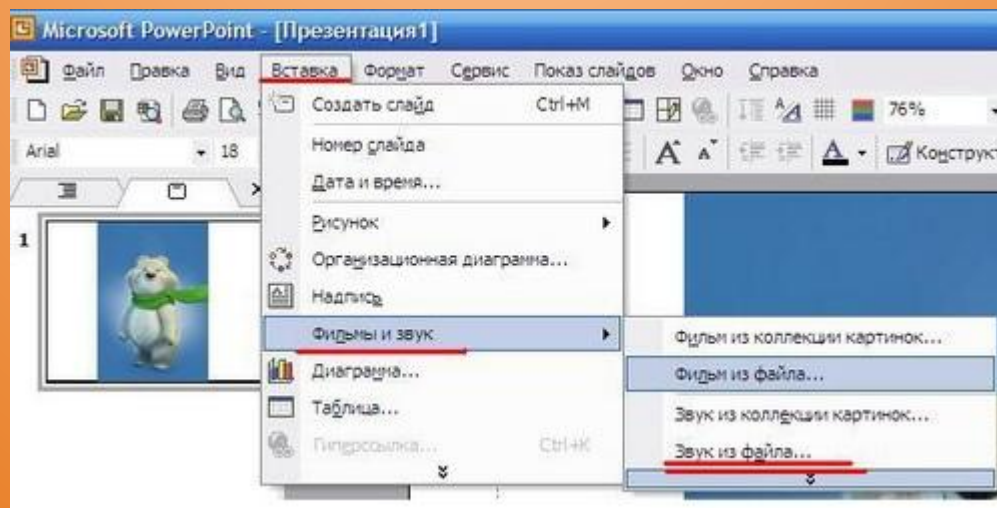 Microsoft PowerPoint - [Презентация1]
Файл Правка Вид Вставка Формат Сервис Показ слайдов Окно Справка
76%
Arial 18
Конструкт
Создать слайд Ctrl+M
Номер слайда
Дата и время...
Рисунок
Организационная диаграмма...
Надпись
Фильмы и звук
Диаграмма...
Таблица...
Гиперссылка... Ctrl+K
1
Фильм из коллекции картинок...
Фильм из файла...
Звук из коллекции картинок...
Звук из файла...